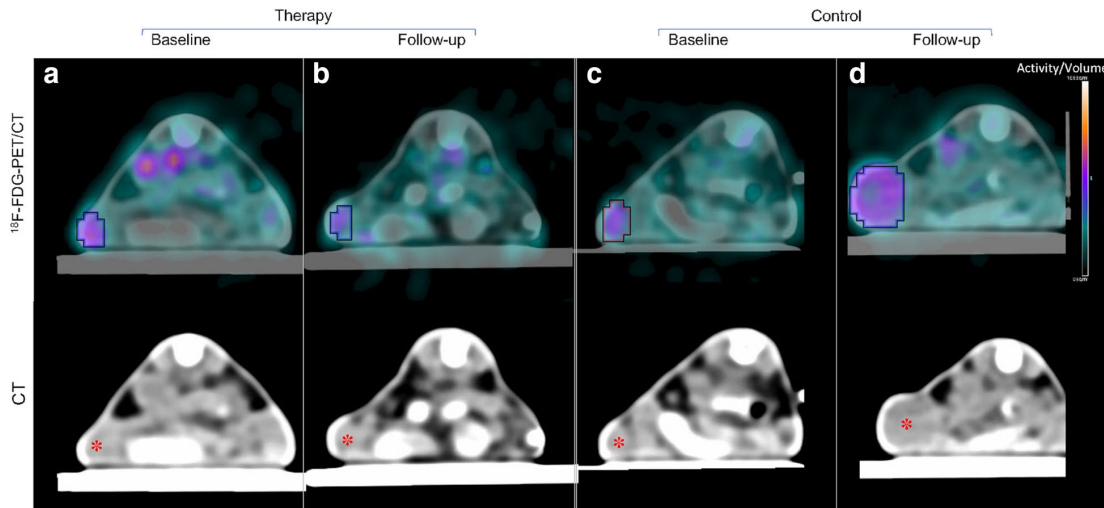 Therapy Control
Baseline Follow-up Baseline Follow-up
a b c d
Activity/Volume
18F-FDG-PET/CT
CT
* * * *